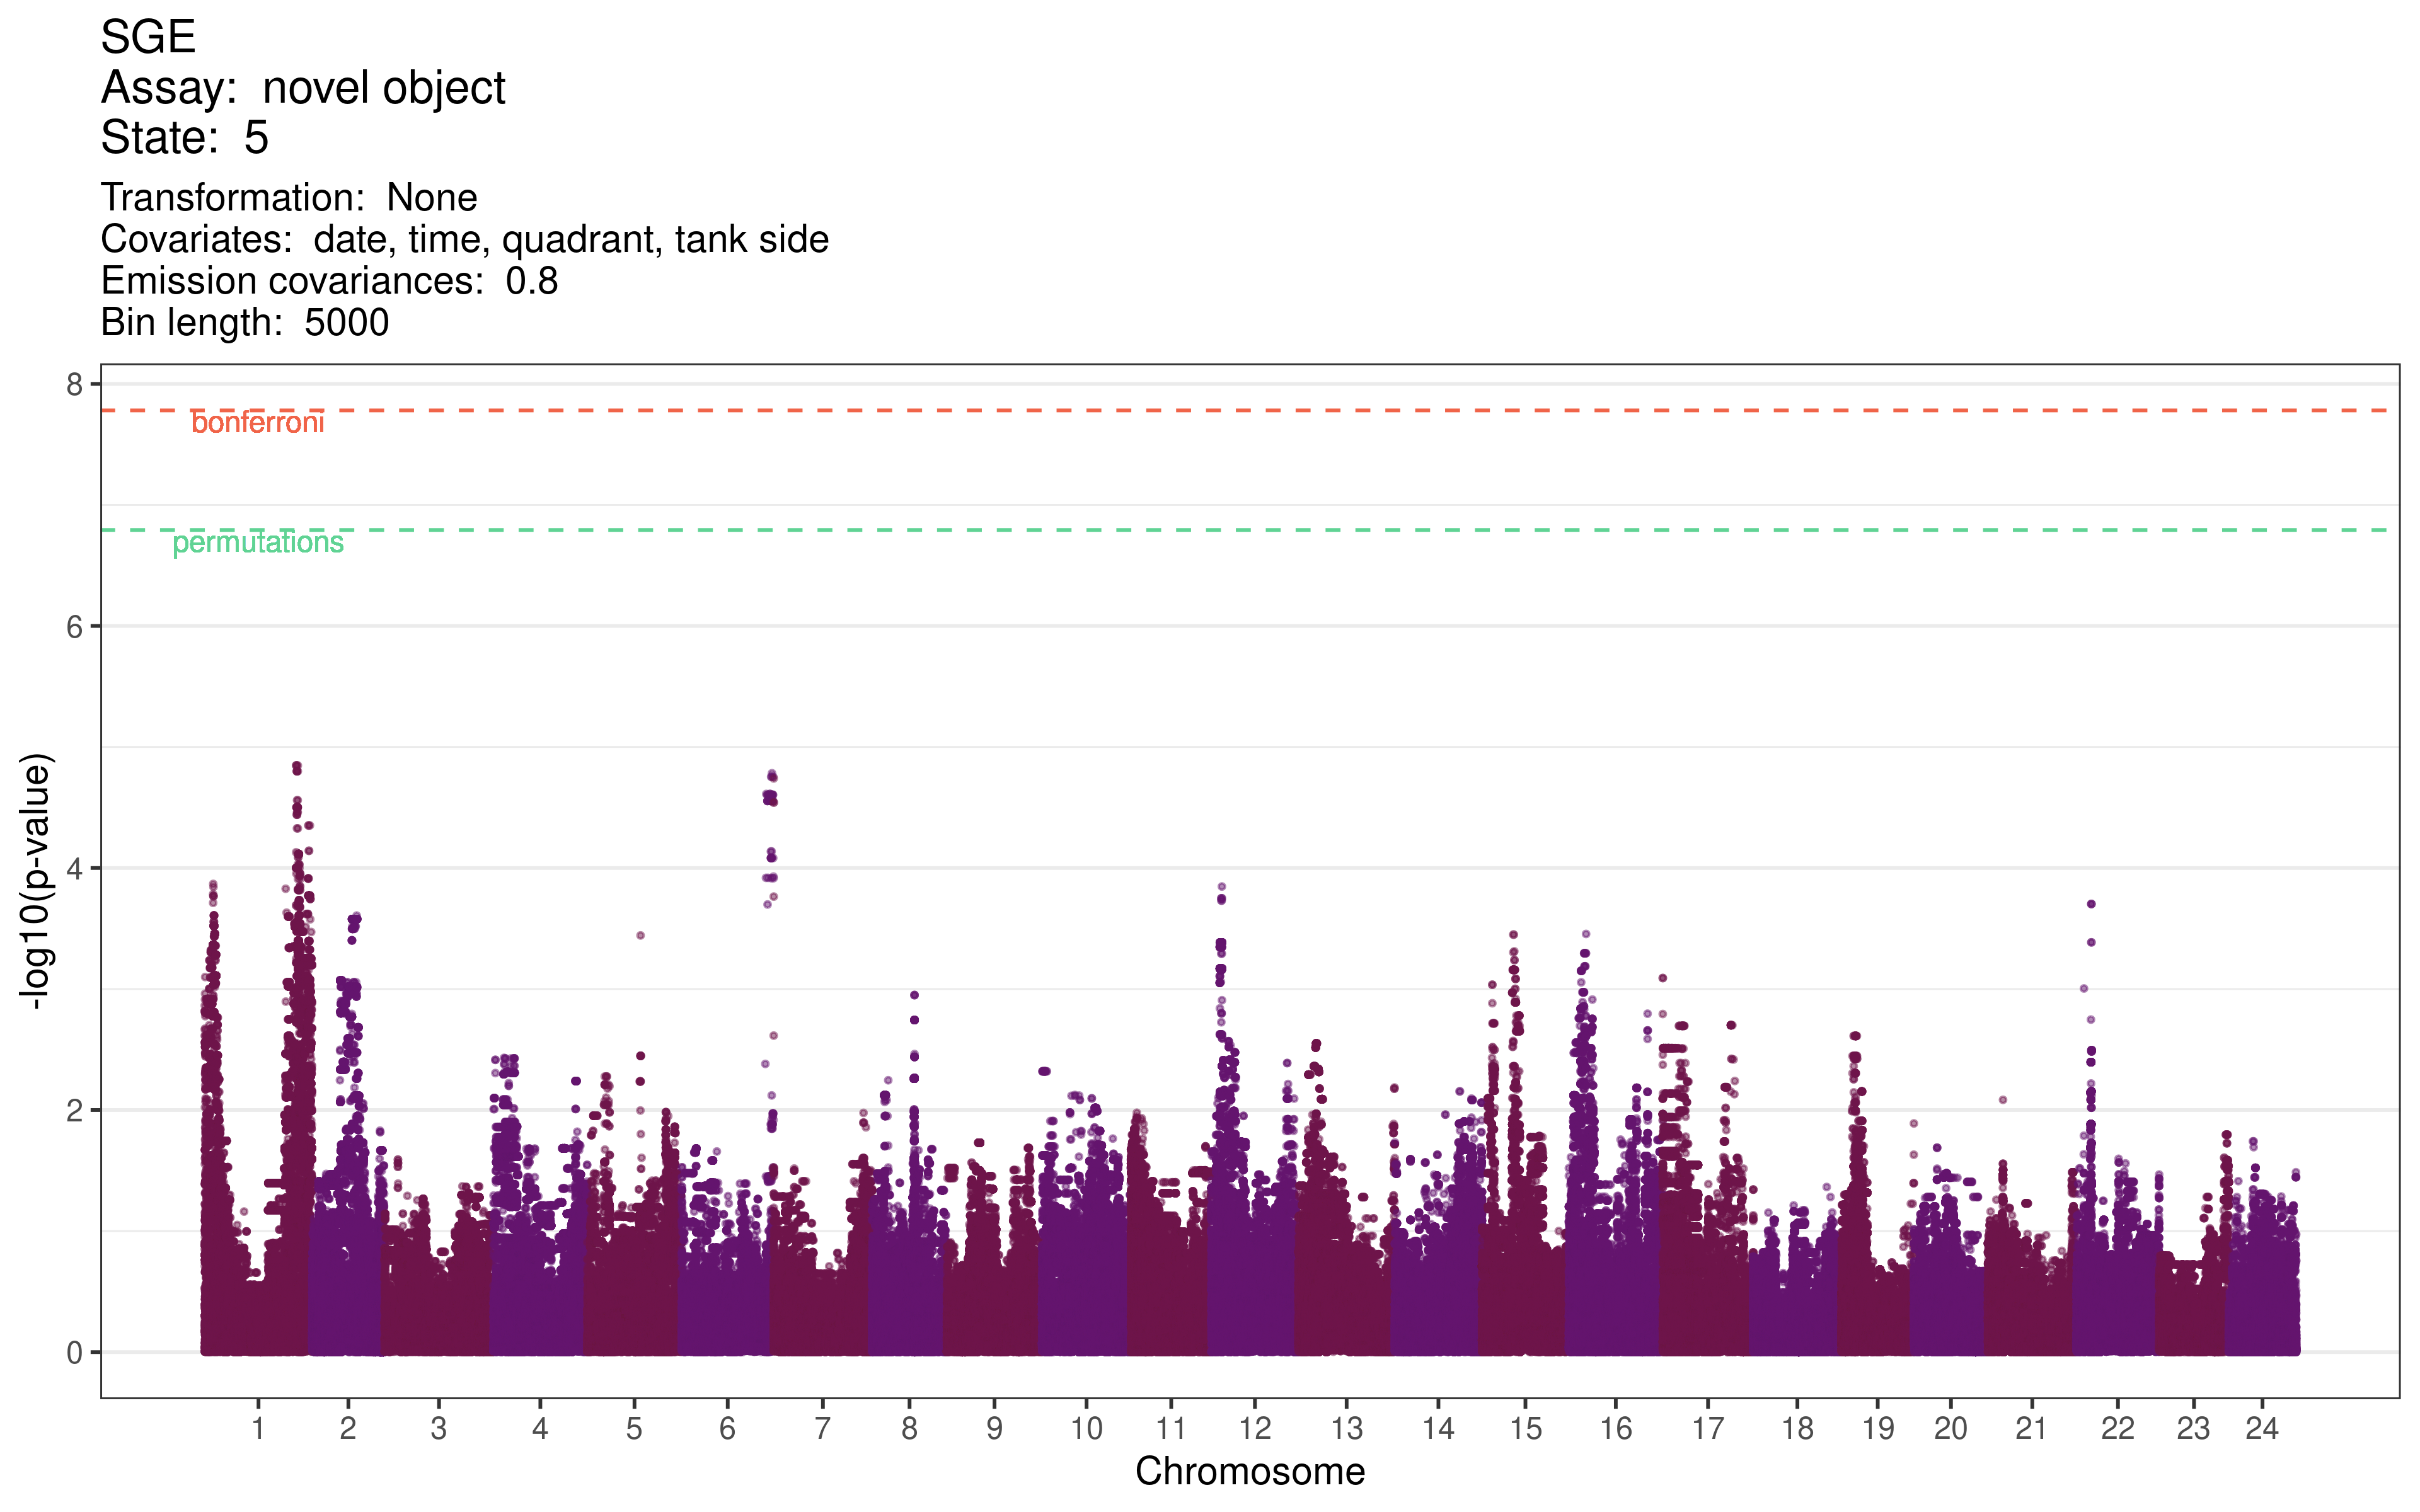 SGE
Assay:  novel object
State:  5
Transformation:  None
Covariates:  date, time, quadrant, tank side
Emission covariances:  0.8
Bin length:  5000
8
bonferroni
permutations
6
4
2
0
-log10(p-value)
1 2 3 4 5 6 7 8 9 10 11 12 13 14 15 16 17 18 19 20 21 22 23 24
Chromosome